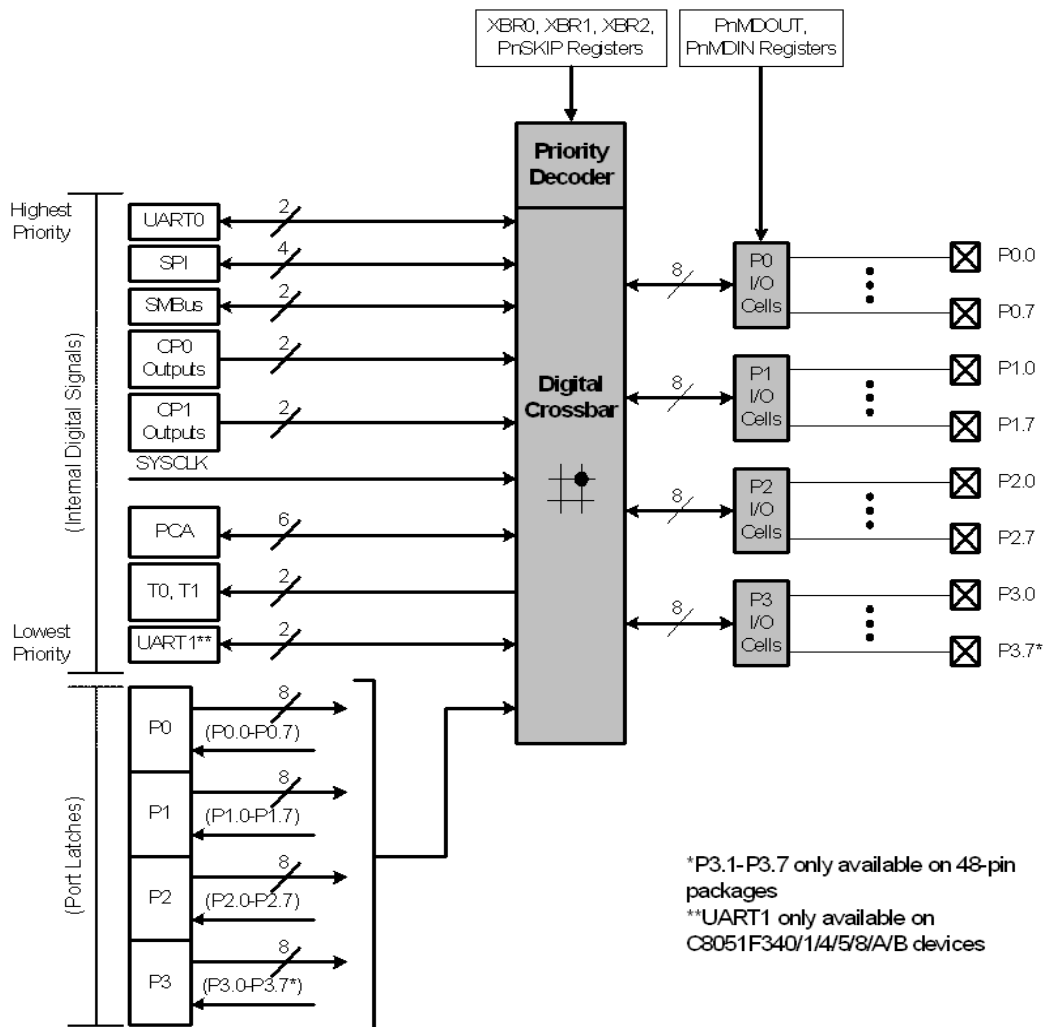 XBR0, XBR1, XBR2,
PnSKIP Registers
PnMDOUT,
PnMDIN Registers
Priority
Decoder
Highest
Priority
(Internal Digital Signals)
UART0
2
SPI
4
SMBus
2
CP0
Outputs
2
CP1
Outputs
2
SYSCLK
PCA
6
T0, T1
2
Lowest
Priority
UART1**
2
Digital
Crossbar
8
P0
I/O
Cells
P0.0
P0.7
8
P1
I/O
Cells
P1.0
P1.7
8
P2
I/O
Cells
P2.0
P2.7
8
P3
I/O
Cells
P3.0
P3.7*
(Port Latches)
P0
8
(P0.0-P0.7)
P1
8
(P1.0-P1.7)
P2
8
(P2.0-P2.7)
P3
8
(P3.0-P3.7*)
*P3.1-P3.7 only available on 48-pin
packages
**UART1 only available on
C8051F340/1/4/5/8/A/B devices